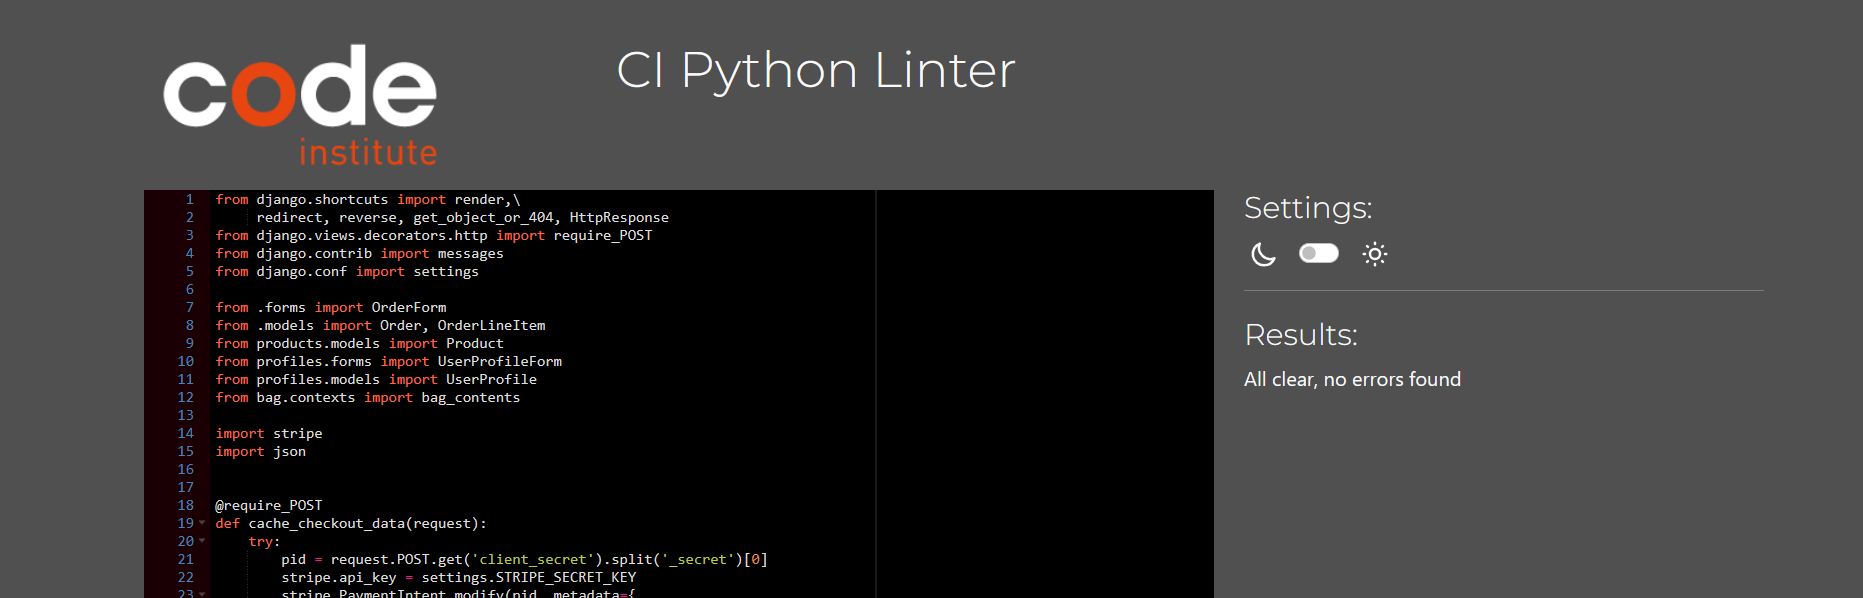 code
institute
CI Python Linter
1 from django.shortcuts import render,\
2 redirect, reverse, get_object_or_404, HttpResponse
3 from django.views.decorators.http import require_POST
4 from django.contrib import messages
5 from django.conf import settings
6
7 from .forms import OrderForm
8 from .models import Order, OrderLineItem
9 from products.models import Product
10 from profiles.forms import UserProfileForm
11 from profiles.models import UserProfile
12 from bag.contexts import bag_contents
13
14 import stripe
15 import json
16
17
18 @require_POST
19 def cache_checkout_data(request):
20 try:
21 pid = request.POST.get('client_secret').split('_secret')[0]
22 stripe.api_key = settings.STRIPE_SECRET_KEY
23 stripe.PaymentIntent.modify(pid, metadata={
Settings:
Results:
All clear, no errors found